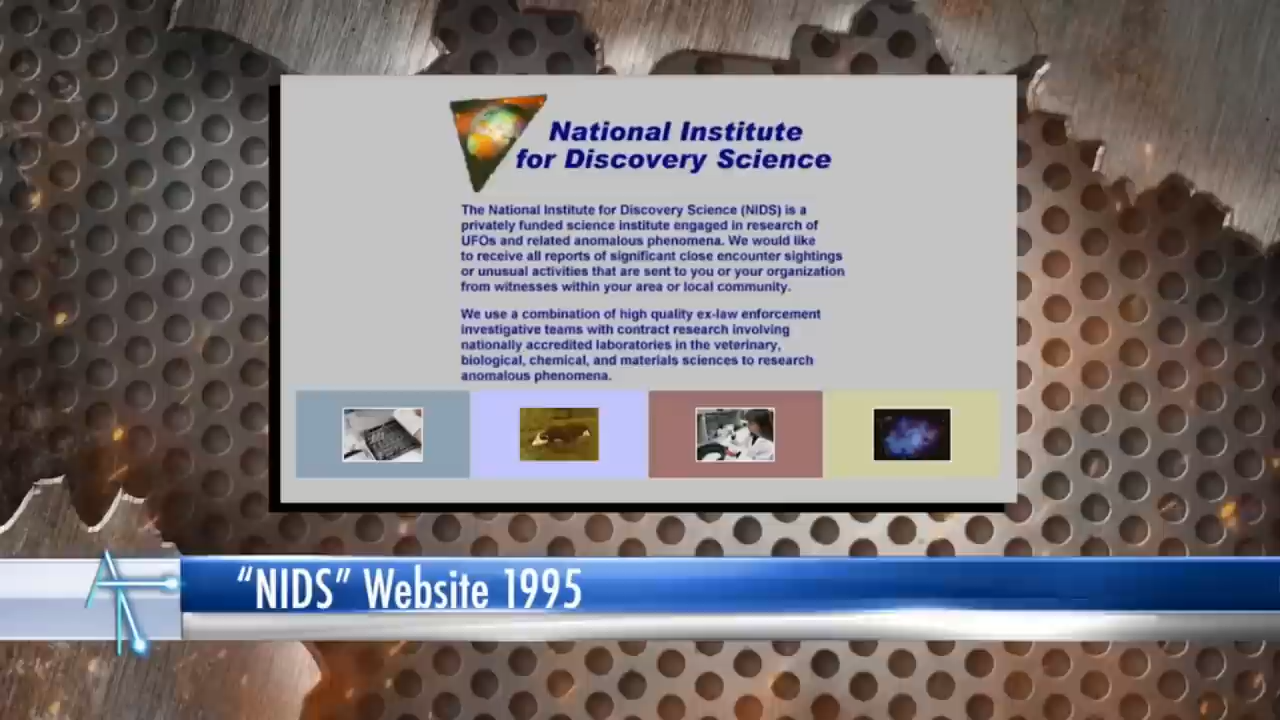 National Institute
for Discovery Science
The National Institute for Discovery Science (NIDS) is a
privately funded science institute engaged in research of
UFOs and related anomalous phenomena. We would like
to receive all reports of significant close encounter sightings
or unusual activities that are sent to you or your organization
from witnesses within your area or local community.
We use a combination of high quality ex-law enforcement
investigative teams with contract research involving
nationally accredited laboratories in the veterinary,
biological, chemical, and materials sciences to research
anomalous phenomena.
"NIDS" Website 1995